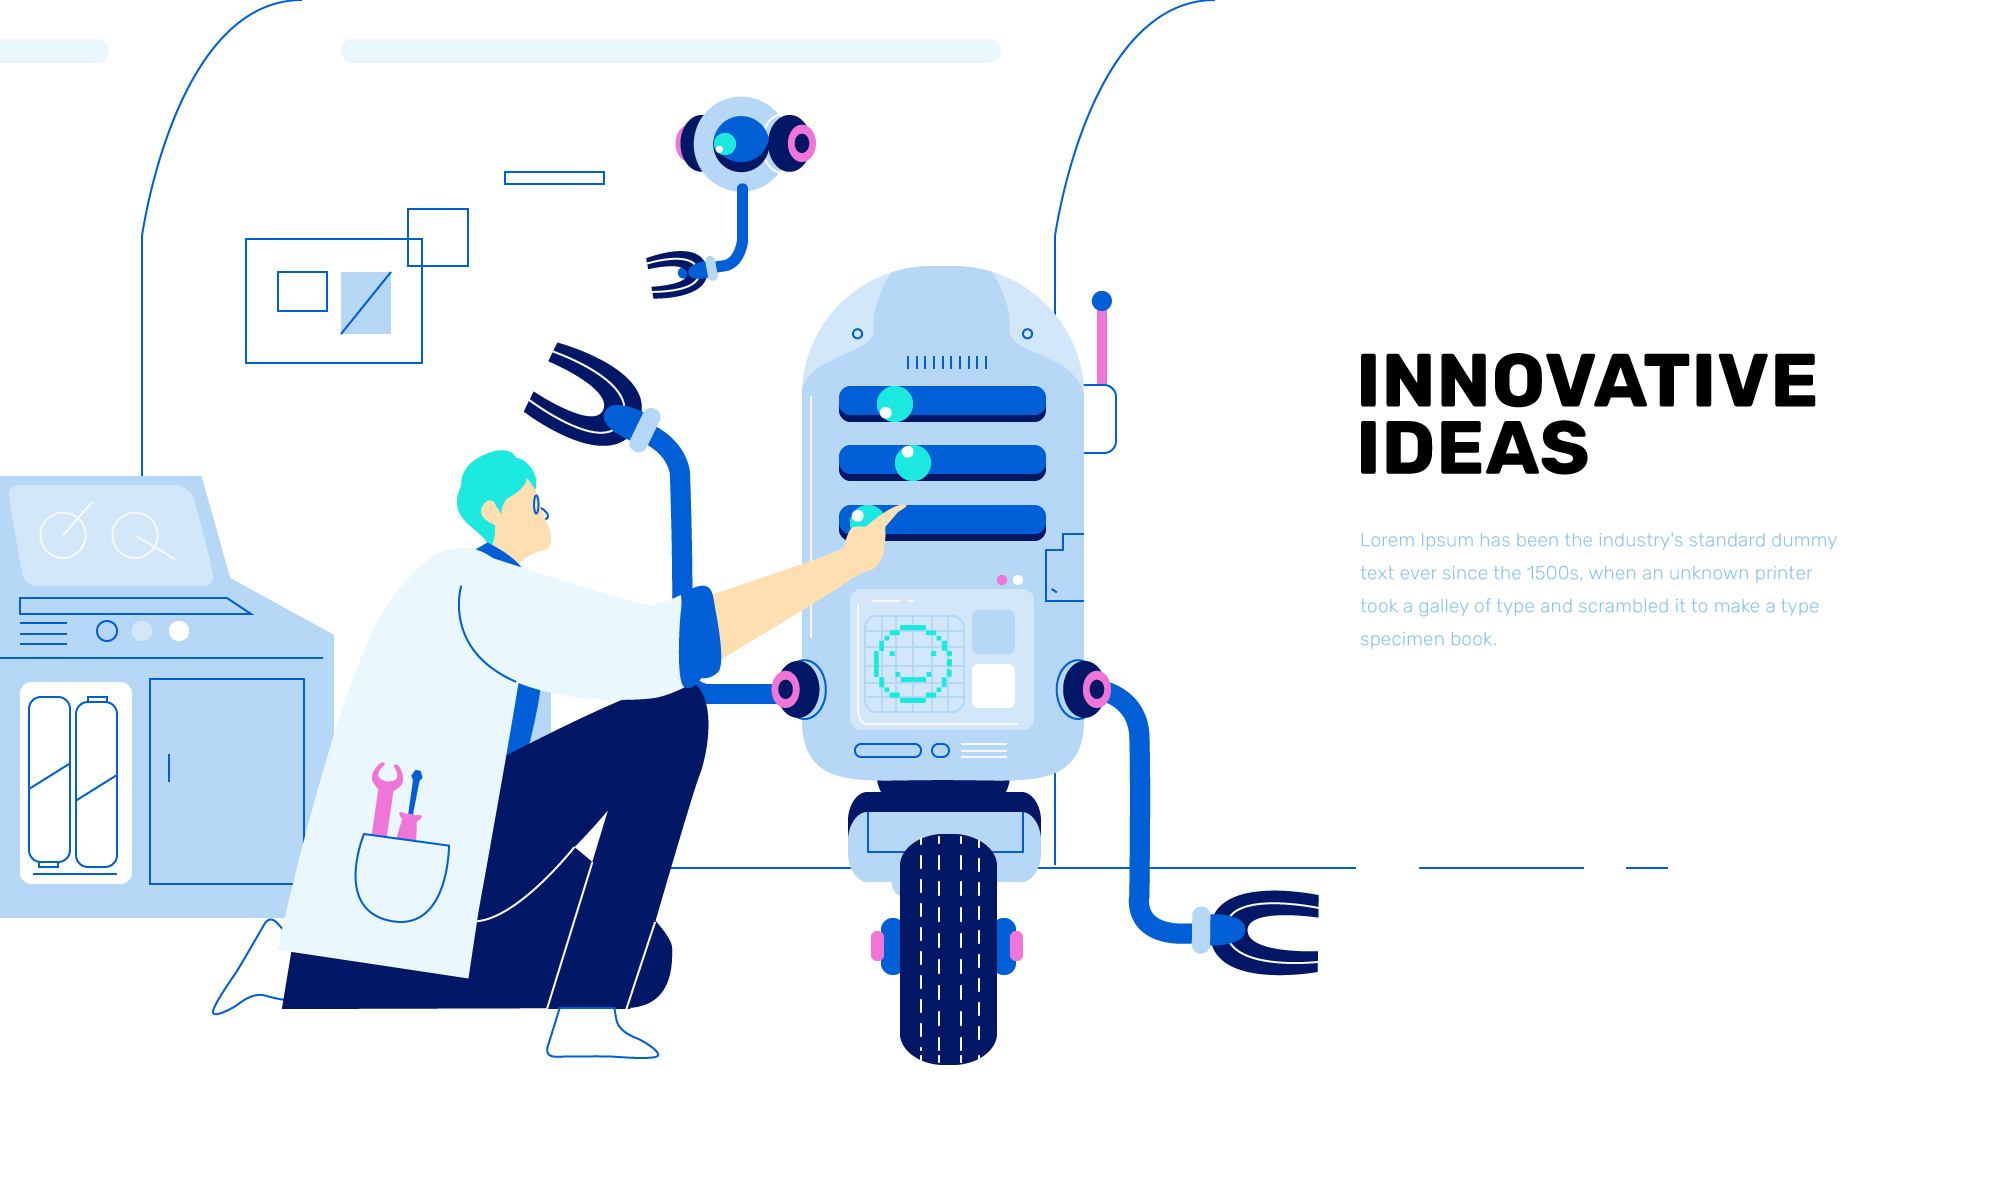 INNOVATIVE
IDEAS
Lorem Ipsum has been the industry's standard dummy
text ever since the 1500s, when an unknown printer
took a galley of type and scrambled it to make a type
specimen book.